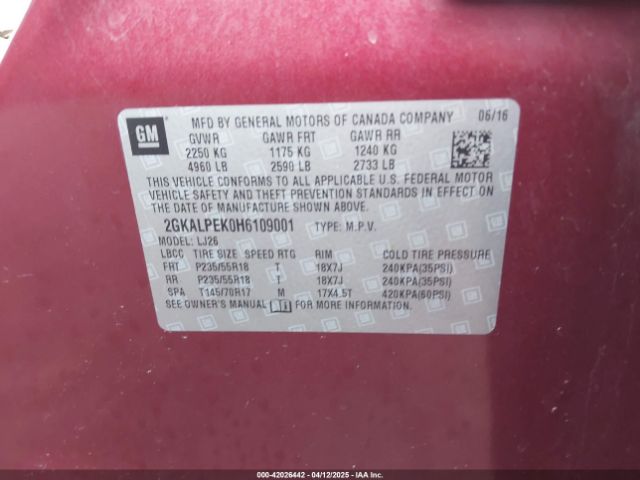 GM
MFD BY GENERAL MOTORS OF CANADA COMPANY 06/16
GVWR GAWR FRT GAWR RR
2250 KG 1175 KG 1240 KG
4960 LB 2590 LB 2733 LB
THIS VEHICLE CONFORMS TO ALL APPLICABLE U.S. FEDERAL MOTOR
VEHICLE SAFETY AND THEFT PREVENTION STANDARDS IN EFFECT ON
THE DATE OF MANUFACTURE SHOWN ABOVE.
2GKALPEK0H6109001 TYPE: M.P.V.
MODEL: LJ26
LBCC TIRE SIZE SPEED RTG RIM COLD TIRE PRESSURE
FRT P235/55R18 T 18X7J 240KPA(35PSI)
RR P235/55R18 T 18X7J 240KPA(35PSI)
SPA T145/70R17 M 17X4.5T 420KPA(60PSI)
SEE OWNER'S MANUAL FOR MORE INFORMATION.
000-42026442 - 04/12/2025 - COPYRIGHT IAA, LLC.